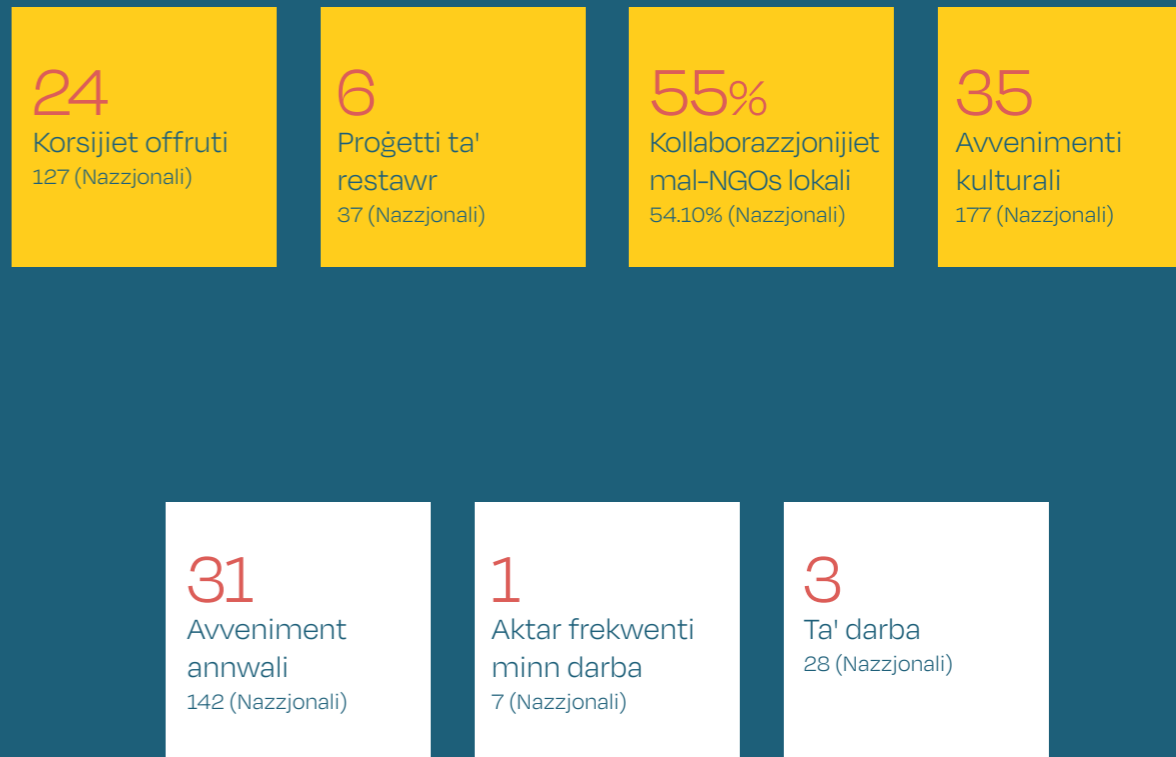 24
Korsijiet offruti
127 (Nazzjonali)
6
Proġetti ta'
restawr
37 (Nazzjonali)
55%
Kollaborazzjonijiet
mal-NGOs lokali
54.10% (Nazzjonali)
35
Avvenimenti
kulturali
177 (Nazzjonali)
31
Avveniment
annwali
142 (Nazzjonali)
1
Aktar frekwenti
minn darba
7 (Nazzjonali)
3
Ta' darba
28 (Nazzjonali)